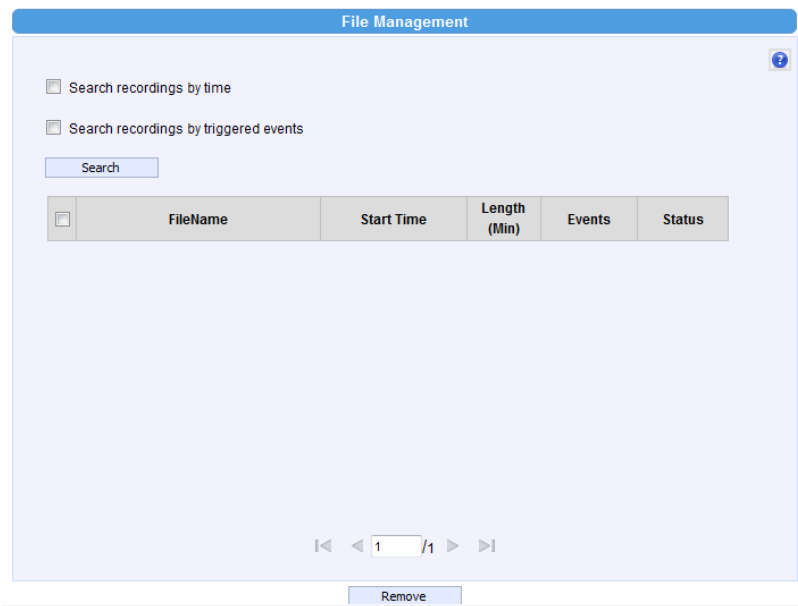 File Management
?
Search recordings by time
Search recordings by triggered events
Search
FileName Start Time Length (Min) Events Status
1 /1
Remove